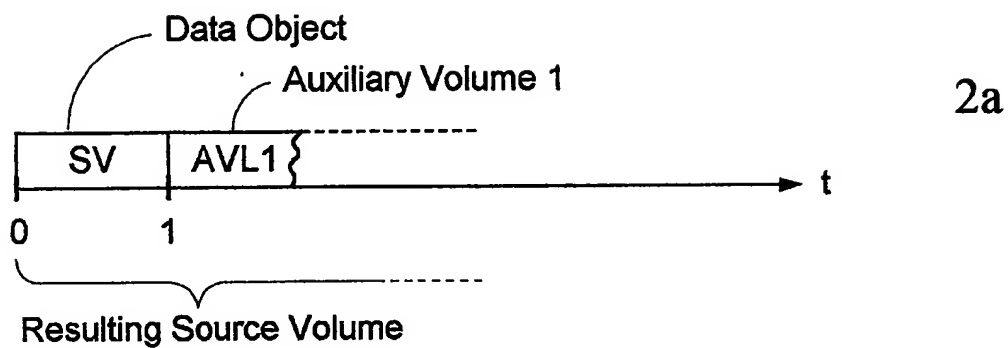 Data Object
Auxiliary Volume 1
2a
SV AVL1
t
0 1
Resulting Source Volume